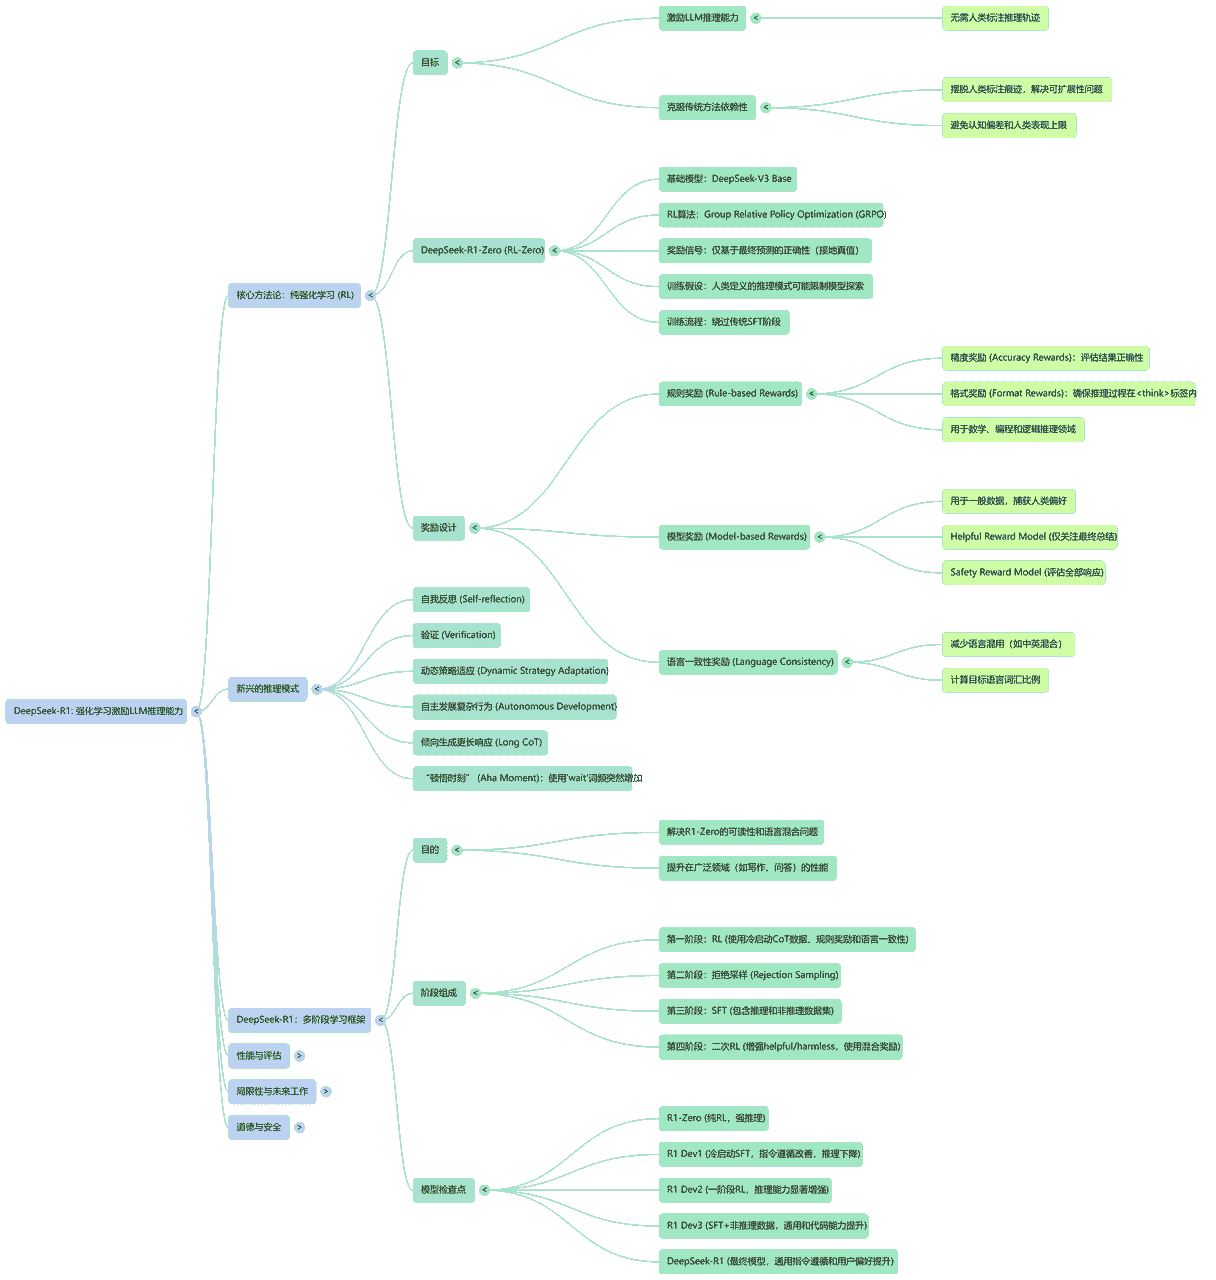 DeepSeek-R1: 强化学习激励LLM推理能力
核心方法论：纯强化学习 (RL)
目标
激励LLM推理能力
无需人类标注推理轨迹
克服传统方法依赖性
摆脱人类标注痕迹，解决可扩展性问题
避免认知偏差和人类表现上限
DeepSeek-R1-Zero (RL-Zero)
基础模型：DeepSeek-V3 Base
RL算法：Group Relative Policy Optimization (GRPO)
奖励信号：仅基于最终预测的正确性（接地真值）
训练假设：人类定义的推理模式可能限制模型探索
训练流程：绕过传统SFT阶段
奖励设计
规则奖励 (Rule-based Rewards)
精度奖励 (Accuracy Rewards)：评估结果正确性
格式奖励 (Format Rewards)：确保推理过程在<think>标签内
用于数学、编程和逻辑推理领域
模型奖励 (Model-based Rewards)
用于一般数据，捕获人类偏好
Helpful Reward Model (仅关注最终总结)
Safety Reward Model (评估全部响应)
语言一致性奖励 (Language Consistency)
减少语言混用（如中英混合）
计算目标语言词汇比例
新兴的推理模式
自我反思 (Self-reflection)
验证 (Verification)
动态策略适应 (Dynamic Strategy Adaptation)
自主发展复杂行为 (Autonomous Development)
倾向生成更长响应 (Long CoT)
“顿悟时刻” (Aha Moment)：使用'wait'词频突然增加
DeepSeek-R1：多阶段学习框架
目的
解决R1-Zero的可读性和语言混合问题
提升在广泛领域（如写作、问答）的性能
阶段组成
第一阶段：RL (使用冷启动CoT数据、规则奖励和语言一致性)
第二阶段：拒绝采样 (Rejection Sampling)
第三阶段：SFT (包含推理和非推理数据集)
第四阶段：二次RL (增强helpful/harmless，使用混合奖励)
模型检查点
R1-Zero (纯RL，强推理)
R1 Dev1 (冷启动SFT，指令遵循改善，推理下降)
R1 Dev2 (一阶段RL，推理能力显著增强)
R1 Dev3 (SFT+非推理数据，通用和代码能力提升)
DeepSeek-R1 (最终模型，通用指令遵循和用户偏好提升)
性能与评估
局限性与未来工作
道德与安全